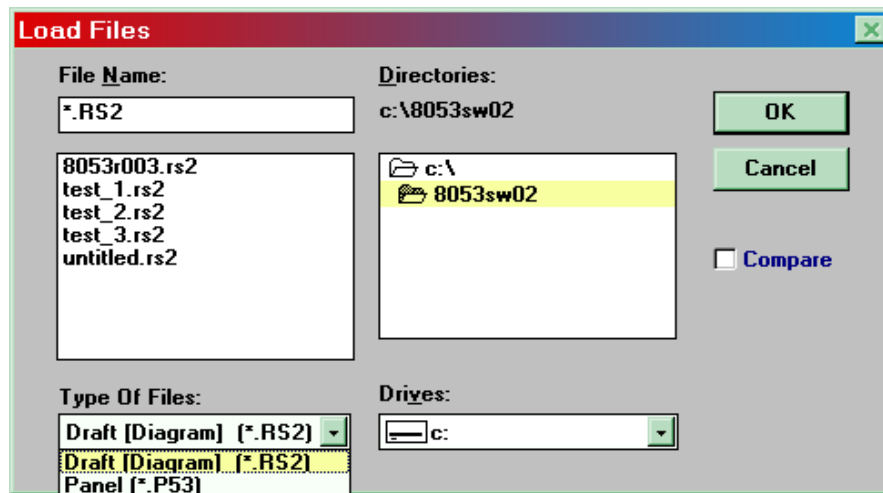 Load Files
File Name:
*.RS2
8053r003.rs2
test_1.rs2
test_2.rs2
test_3.rs2
untitled.rs2
Type Of Files:
Draft [Diagram] (*.RS2)
Draft [Diagram] (*.RS2)
Panel (*.P53)
Directories:
c:\8053sw02
c:\
8053sw02
Drives:
c:
OK
Cancel
Compare